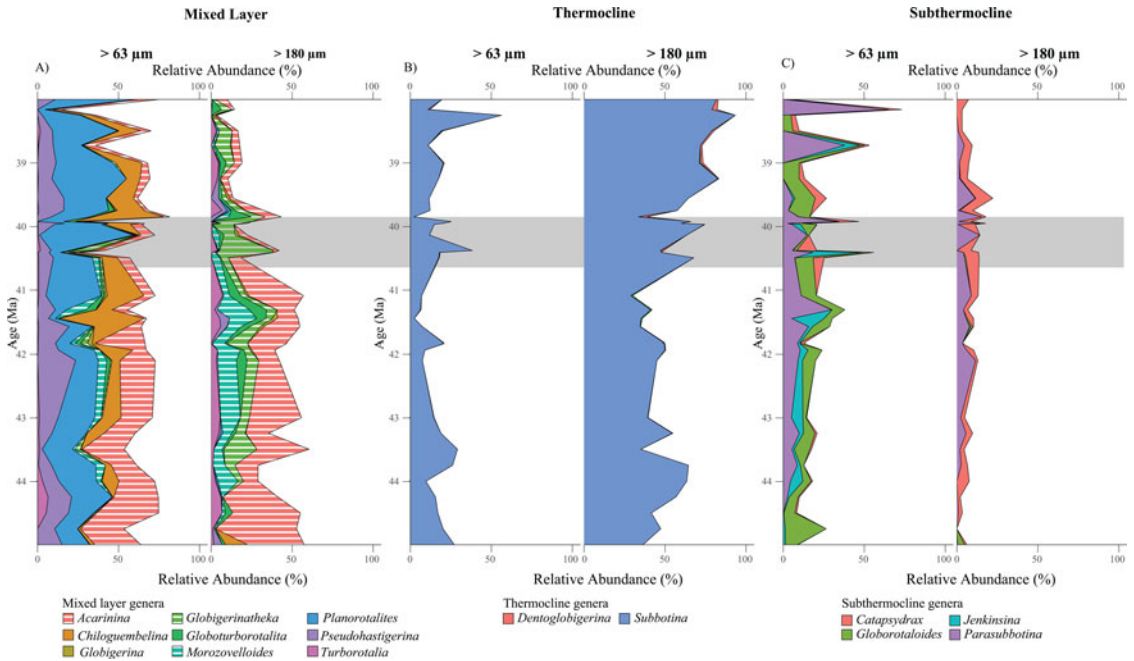 Mixed Layer
Thermocline
Subthermocline
> 63 µm
> 180 µm
> 63 µm
> 180 µm
> 63 µm
> 180 µm
A)
Relative Abundance (%)
B)
Relative Abundance (%)
C)
Relative Abundance (%)
0 50 100 0 50 100
0 50 100 0 50 100
0 50 100 0 50 100
Age (Ma)
39
40
41
42
43
44
Age (Ma)
39
40
41
42
43
44
Age (Ma)
39
40
41
42
43
44
0 50 100 0 50 100
0 50 100 0 50 100
0 50 100 0 50 100
Relative Abundance (%)
Relative Abundance (%)
Relative Abundance (%)
Mixed layer genera
Acarinina Globigerinatheka Planorotalites
Chiloguembelina Globoturborotalita Pseudohastigerina
Globigerina Morozovelloides Turborotalia
Thermocline genera
Dentoglobigerina Subbotina
Subthermocline genera
Catapsydrax Jenkinsina
Globorotaloides Parasubbotina